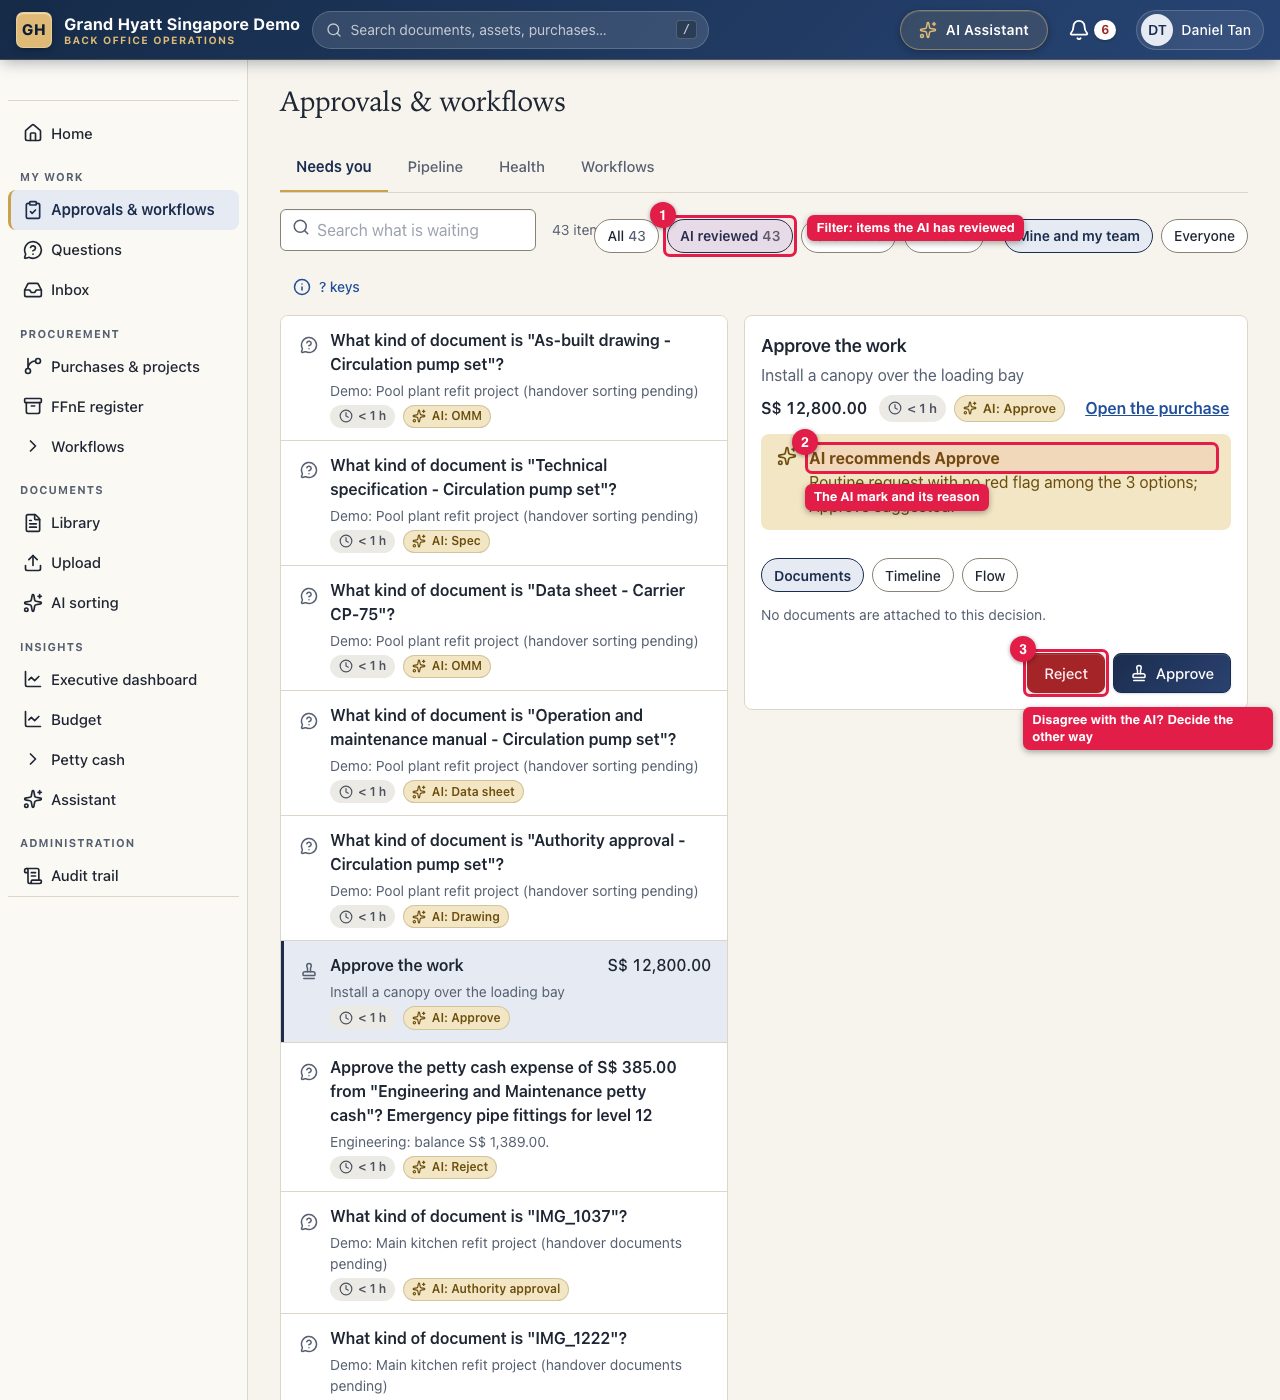 GH
Grand Hyatt Singapore Demo
BACK OFFICE OPERATIONS
Search documents, assets, purchases...
/
AI Assistant
6
DT
Daniel Tan
Home
MY WORK
Approvals & workflows
Questions
Inbox
PROCUREMENT
Purchases & projects
FFnE register
Workflows
DOCUMENTS
Library
Upload
AI sorting
INSIGHTS
Executive dashboard
Budget
Petty cash
Assistant
ADMINISTRATION
Audit trail
Approvals & workflows
Needs you
Pipeline
Health
Workflows
Search what is waiting
43
All 43
1
AI reviewed 43
Filter: items the AI has reviewed
Mine and my team
Everyone
? keys
What kind of document is "As-built drawing -
Circulation pump set"?
Demo: Pool plant refit project (handover sorting pending)
< 1 h
AI: OMM
What kind of document is "Technical
specification - Circulation pump set"?
Demo: Pool plant refit project (handover sorting pending)
< 1 h
AI: Spec
What kind of document is "Data sheet - Carrier
CP-75"?
Demo: Pool plant refit project (handover sorting pending)
< 1 h
AI: OMM
What kind of document is "Operation and
maintenance manual - Circulation pump set"?
Demo: Pool plant refit project (handover sorting pending)
< 1 h
AI: Data sheet
What kind of document is "Authority approval -
Circulation pump set"?
Demo: Pool plant refit project (handover sorting pending)
< 1 h
AI: Drawing
Approve the work
S$ 12,800.00
Install a canopy over the loading bay
< 1 h
AI: Approve
Approve the petty cash expense of S$ 385.00
from "Engineering and Maintenance petty
cash"? Emergency pipe fittings for level 12
Engineering: balance S$ 1,389.00.
< 1 h
AI: Reject
What kind of document is "IMG_1037"?
Demo: Main kitchen refit project (handover documents
pending)
< 1 h
AI: Authority approval
What kind of document is "IMG_1222"?
Demo: Main kitchen refit project (handover documents
pending)
Approve the work
Install a canopy over the loading bay
S$ 12,800.00
< 1 h
AI: Approve
Open the purchase
2
AI recommends Approve
Routine request with no red flag among the 3 options;
The AI mark and its reason
Documents
Timeline
Flow
No documents are attached to this decision.
3
Reject
Approve
Disagree with the AI? Decide the
other way